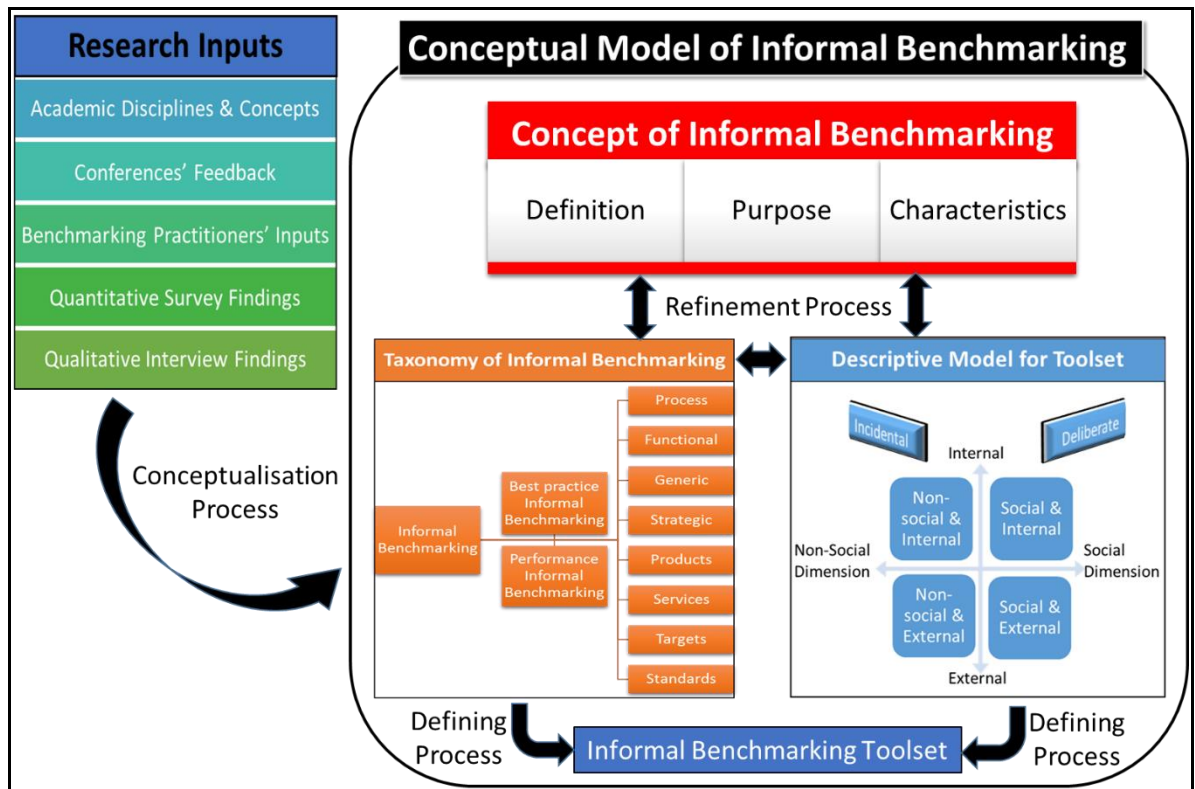 Research Inputs
Academic Disciplines & Concepts
Conferences' Feedback
Benchmarking Practitioners' Inputs
Quantitative Survey Findings
Qualitative Interview Findings
Conceptualisation
Process
Conceptual Model of Informal Benchmarking
Concept of Informal Benchmarking
Definition
Purpose
Characteristics
Refinement Process
Taxonomy of Informal Benchmarking
Informal
Benchmarking
Best practice
Informal
Benchmarking
Performance
Informal
Benchmarking
Process
Functional
Generic
Strategic
Products
Services
Targets
Standards
Descriptive Model for Toolset
Incidental
Deliberate
Internal
Non-
social &
Internal
Social &
Internal
Non-Social
Dimension
Social
Dimension
Non-
social &
External
Social &
External
External
Defining
Process
Informal Benchmarking Toolset
Defining
Process